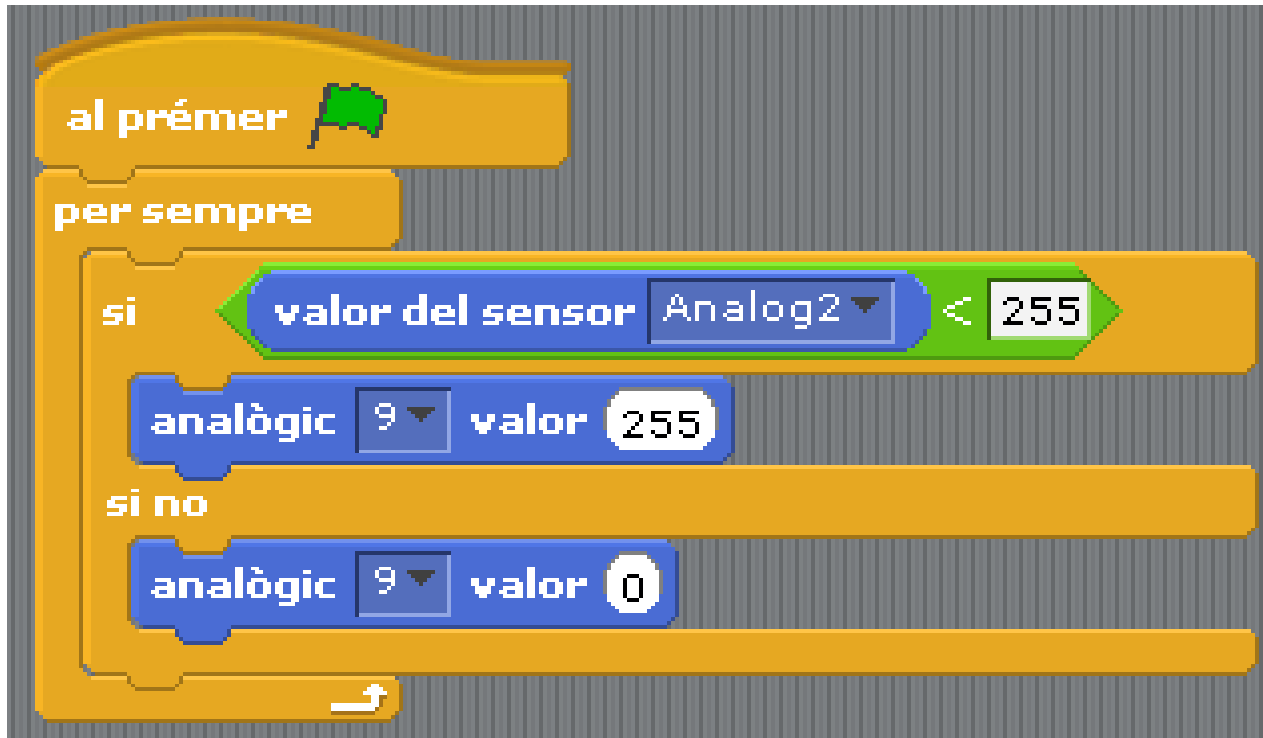 al prémer
per sempre
si valor del sensor Analog2 < 255
analògic 9 valor 255
si no
analògic 9 valor 0